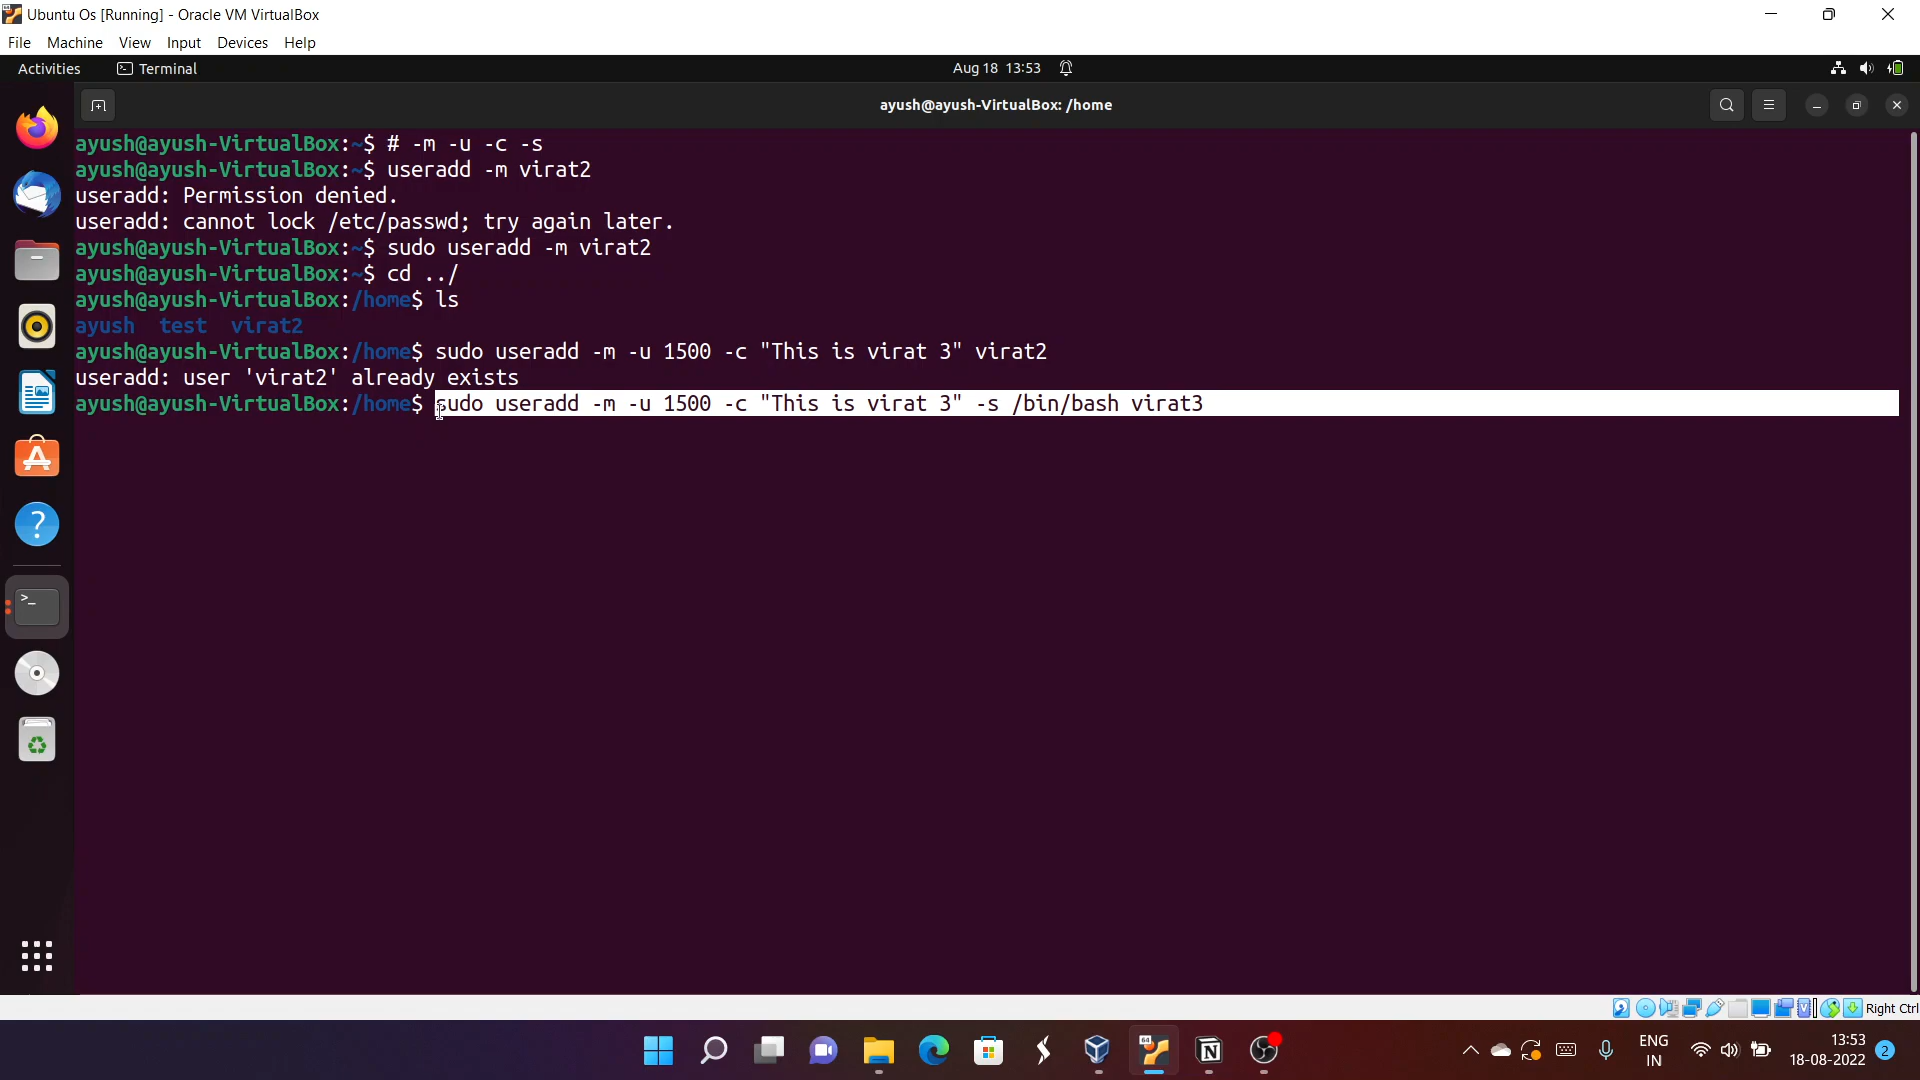 Ubuntu Os [Running] - Oracle VM VirtualBox
File Machine View Input Devices Help
Activities Terminal Aug 18 13:53
ayush@ayush-VirtualBox: /home
ayush@ayush-VirtualBox:~$ # -m -u -c -s
ayush@ayush-VirtualBox:~$ useradd -m virat2
useradd: Permission denied.
useradd: cannot lock /etc/passwd; try again later.
ayush@ayush-VirtualBox:~$ sudo useradd -m virat2
ayush@ayush-VirtualBox:~$ cd ../
ayush@ayush-VirtualBox:/home$ ls
ayush test virat2
ayush@ayush-VirtualBox:/home$ sudo useradd -m -u 1500 -c "This is virat 3" virat2
useradd: user 'virat2' already exists
ayush@ayush-VirtualBox:/home$ sudo useradd -m -u 1500 -c "This is virat 3" -s /bin/bash virat3
Right Ctrl
ENG 13:53
IN 18-08-2022 2